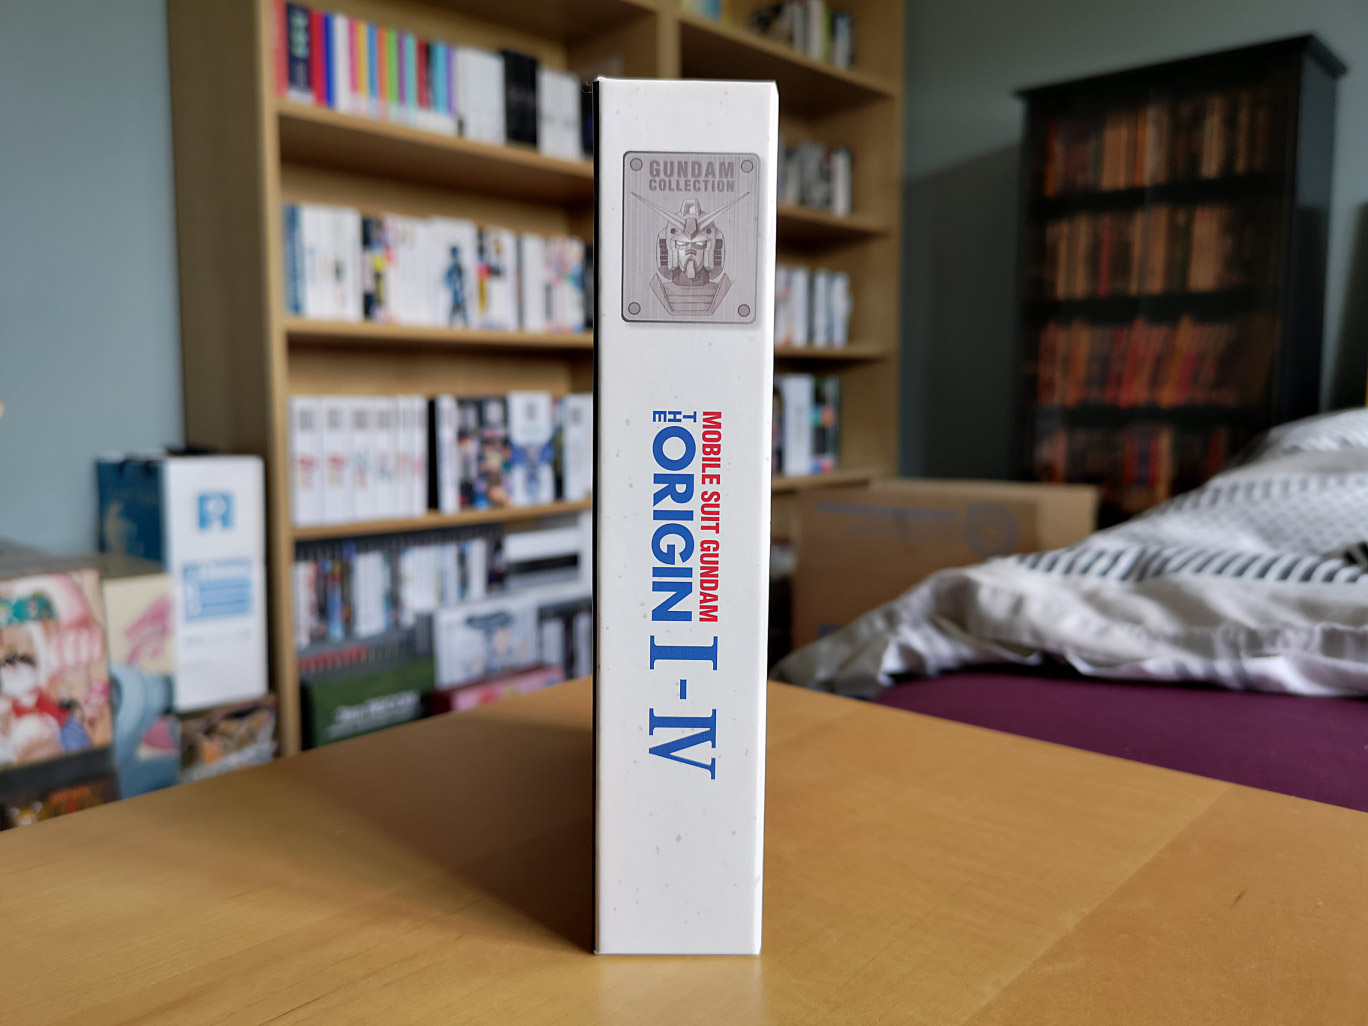 GUNDAM
COLLECTION
MOBILE SUIT GUNDAM
THE ORIGIN I - IV